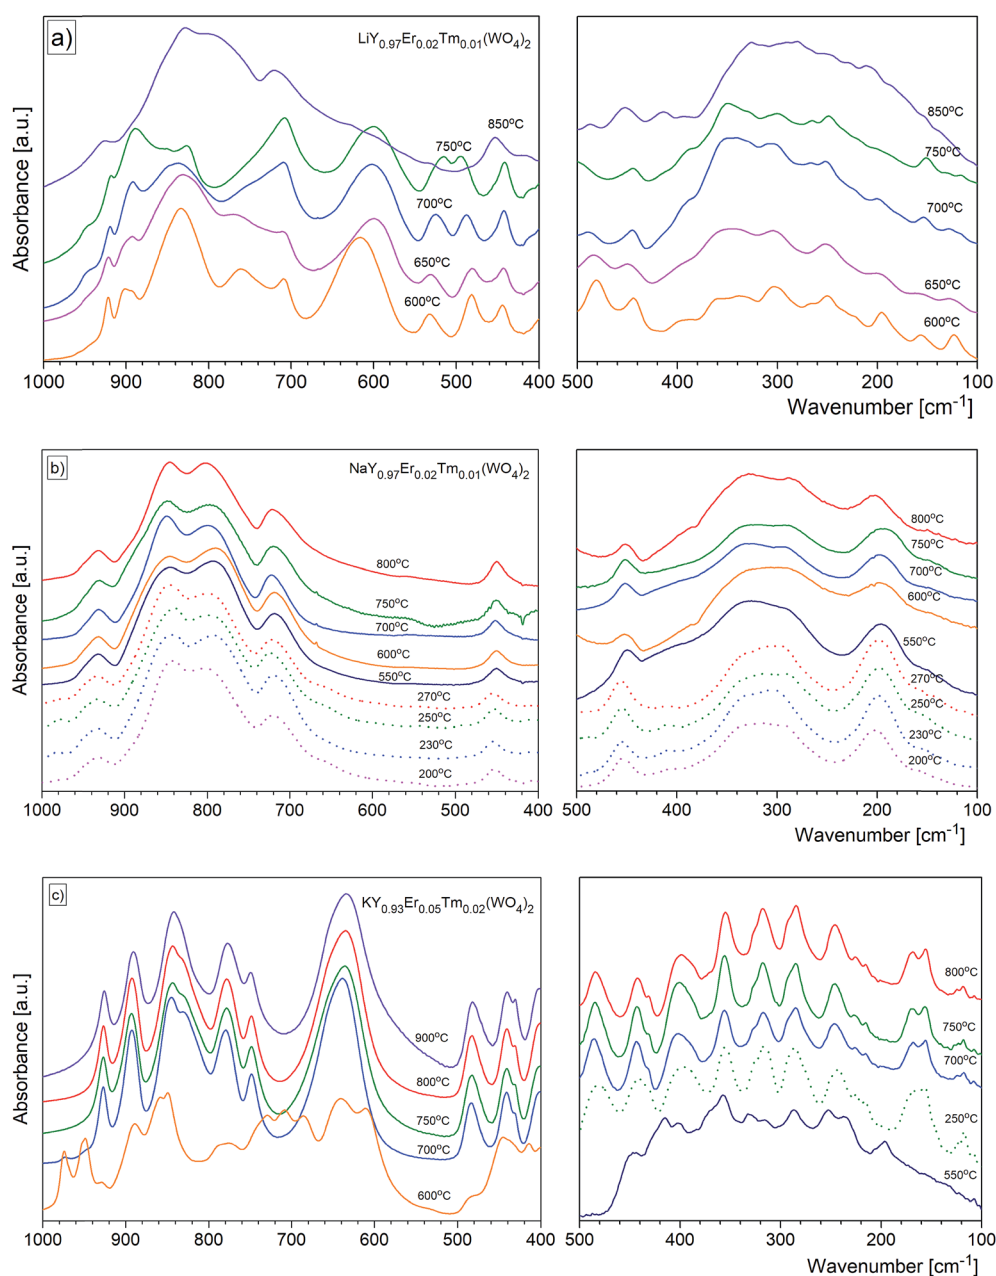 a)
LiY0.97Er0.02Tm0.01(WO4)2
Absorbance [a.u.]
850°C
750°C
700°C
650°C
600°C
1000 900 800 700 600 500 400
850°C
750°C
700°C
650°C
600°C
500 400 300 200 100
Wavenumber [cm-1]
b)
NaY0.97Er0.02Tm0.01(WO4)2
Absorbance [a.u.]
800°C
750°C
700°C
600°C
550°C
270°C
250°C
230°C
200°C
1000 900 800 700 600 500 400
800°C
750°C
700°C
600°C
550°C
270°C
250°C
230°C
200°C
500 400 300 200 100
Wavenumber [cm-1]
c)
KY0.93Er0.05Tm0.02(WO4)2
Absorbance [a.u.]
900°C
800°C
750°C
700°C
600°C
1000 900 800 700 600 500 400
800°C
750°C
700°C
250°C
550°C
500 400 300 200 100
Wavenumber [cm-1]